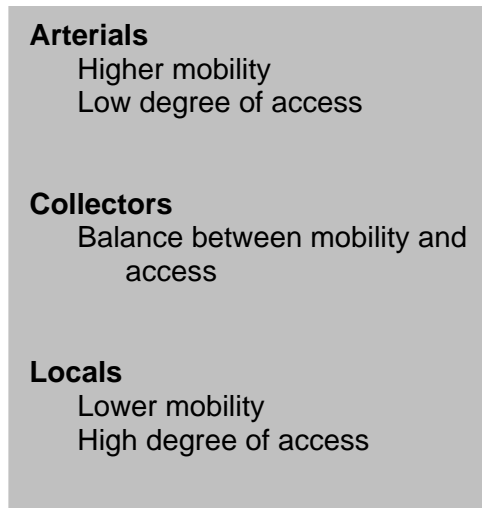 Arterials
Higher mobility
Low degree of access
Collectors
Balance between mobility and
access
Locals
Lower mobility
High degree of access